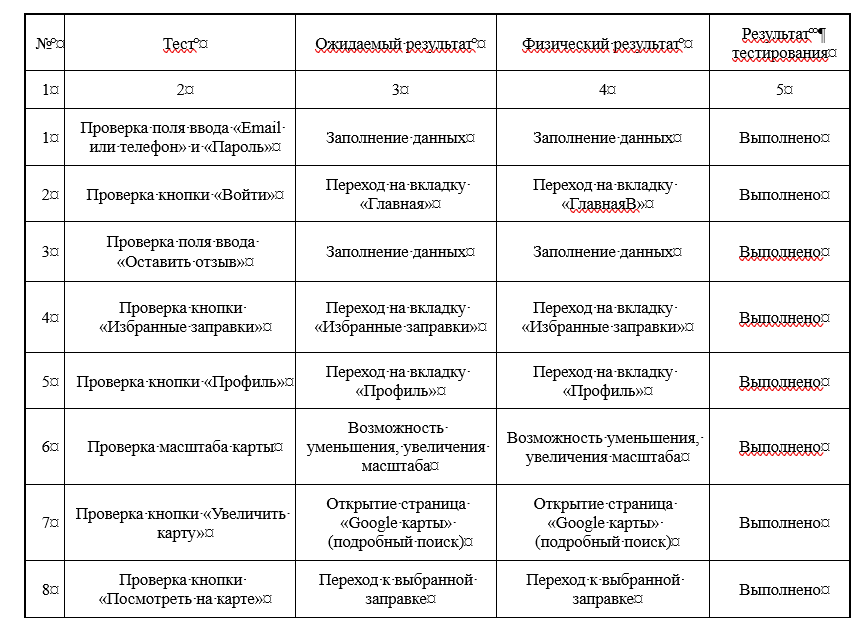 № Тест Ожидаемый результат Физический результат Результат
тестирования
1 2 3 4 5
1 Проверка поля ввода «Email
или телефон» и «Пароль» Заполнение данных Заполнение данных Выполнено
2 Проверка кнопки «Войти» Переход на вкладку
«Главная» Переход на вкладку
«ГлавнаяВ» Выполнено
3 Проверка поля ввода
«Оставить отзыв» Заполнение данных Заполнение данных Выполнено
4 Проверка кнопки
«Избранные заправки» Переход на вкладку
«Избранные заправки» Переход на вкладку
«Избранные заправки» Выполнено
5 Проверка кнопки «Профиль» Переход на вкладку
«Профиль» Переход на вкладку
«Профиль» Выполнено
6 Проверка масштаба карты Возможность
уменьшения, увеличения
масштаба Возможность уменьшения,
увеличения масштаба Выполнено
7 Проверка кнопки «Увеличить
карту» Открытие страница
«Google карты»
(подробный поиск) Открытие страница
«Google карты»
(подробный поиск) Выполнено
8 Проверка кнопки
«Посмотреть на карте» Переход к выбранной
заправке Переход к выбранной
заправке Выполнено